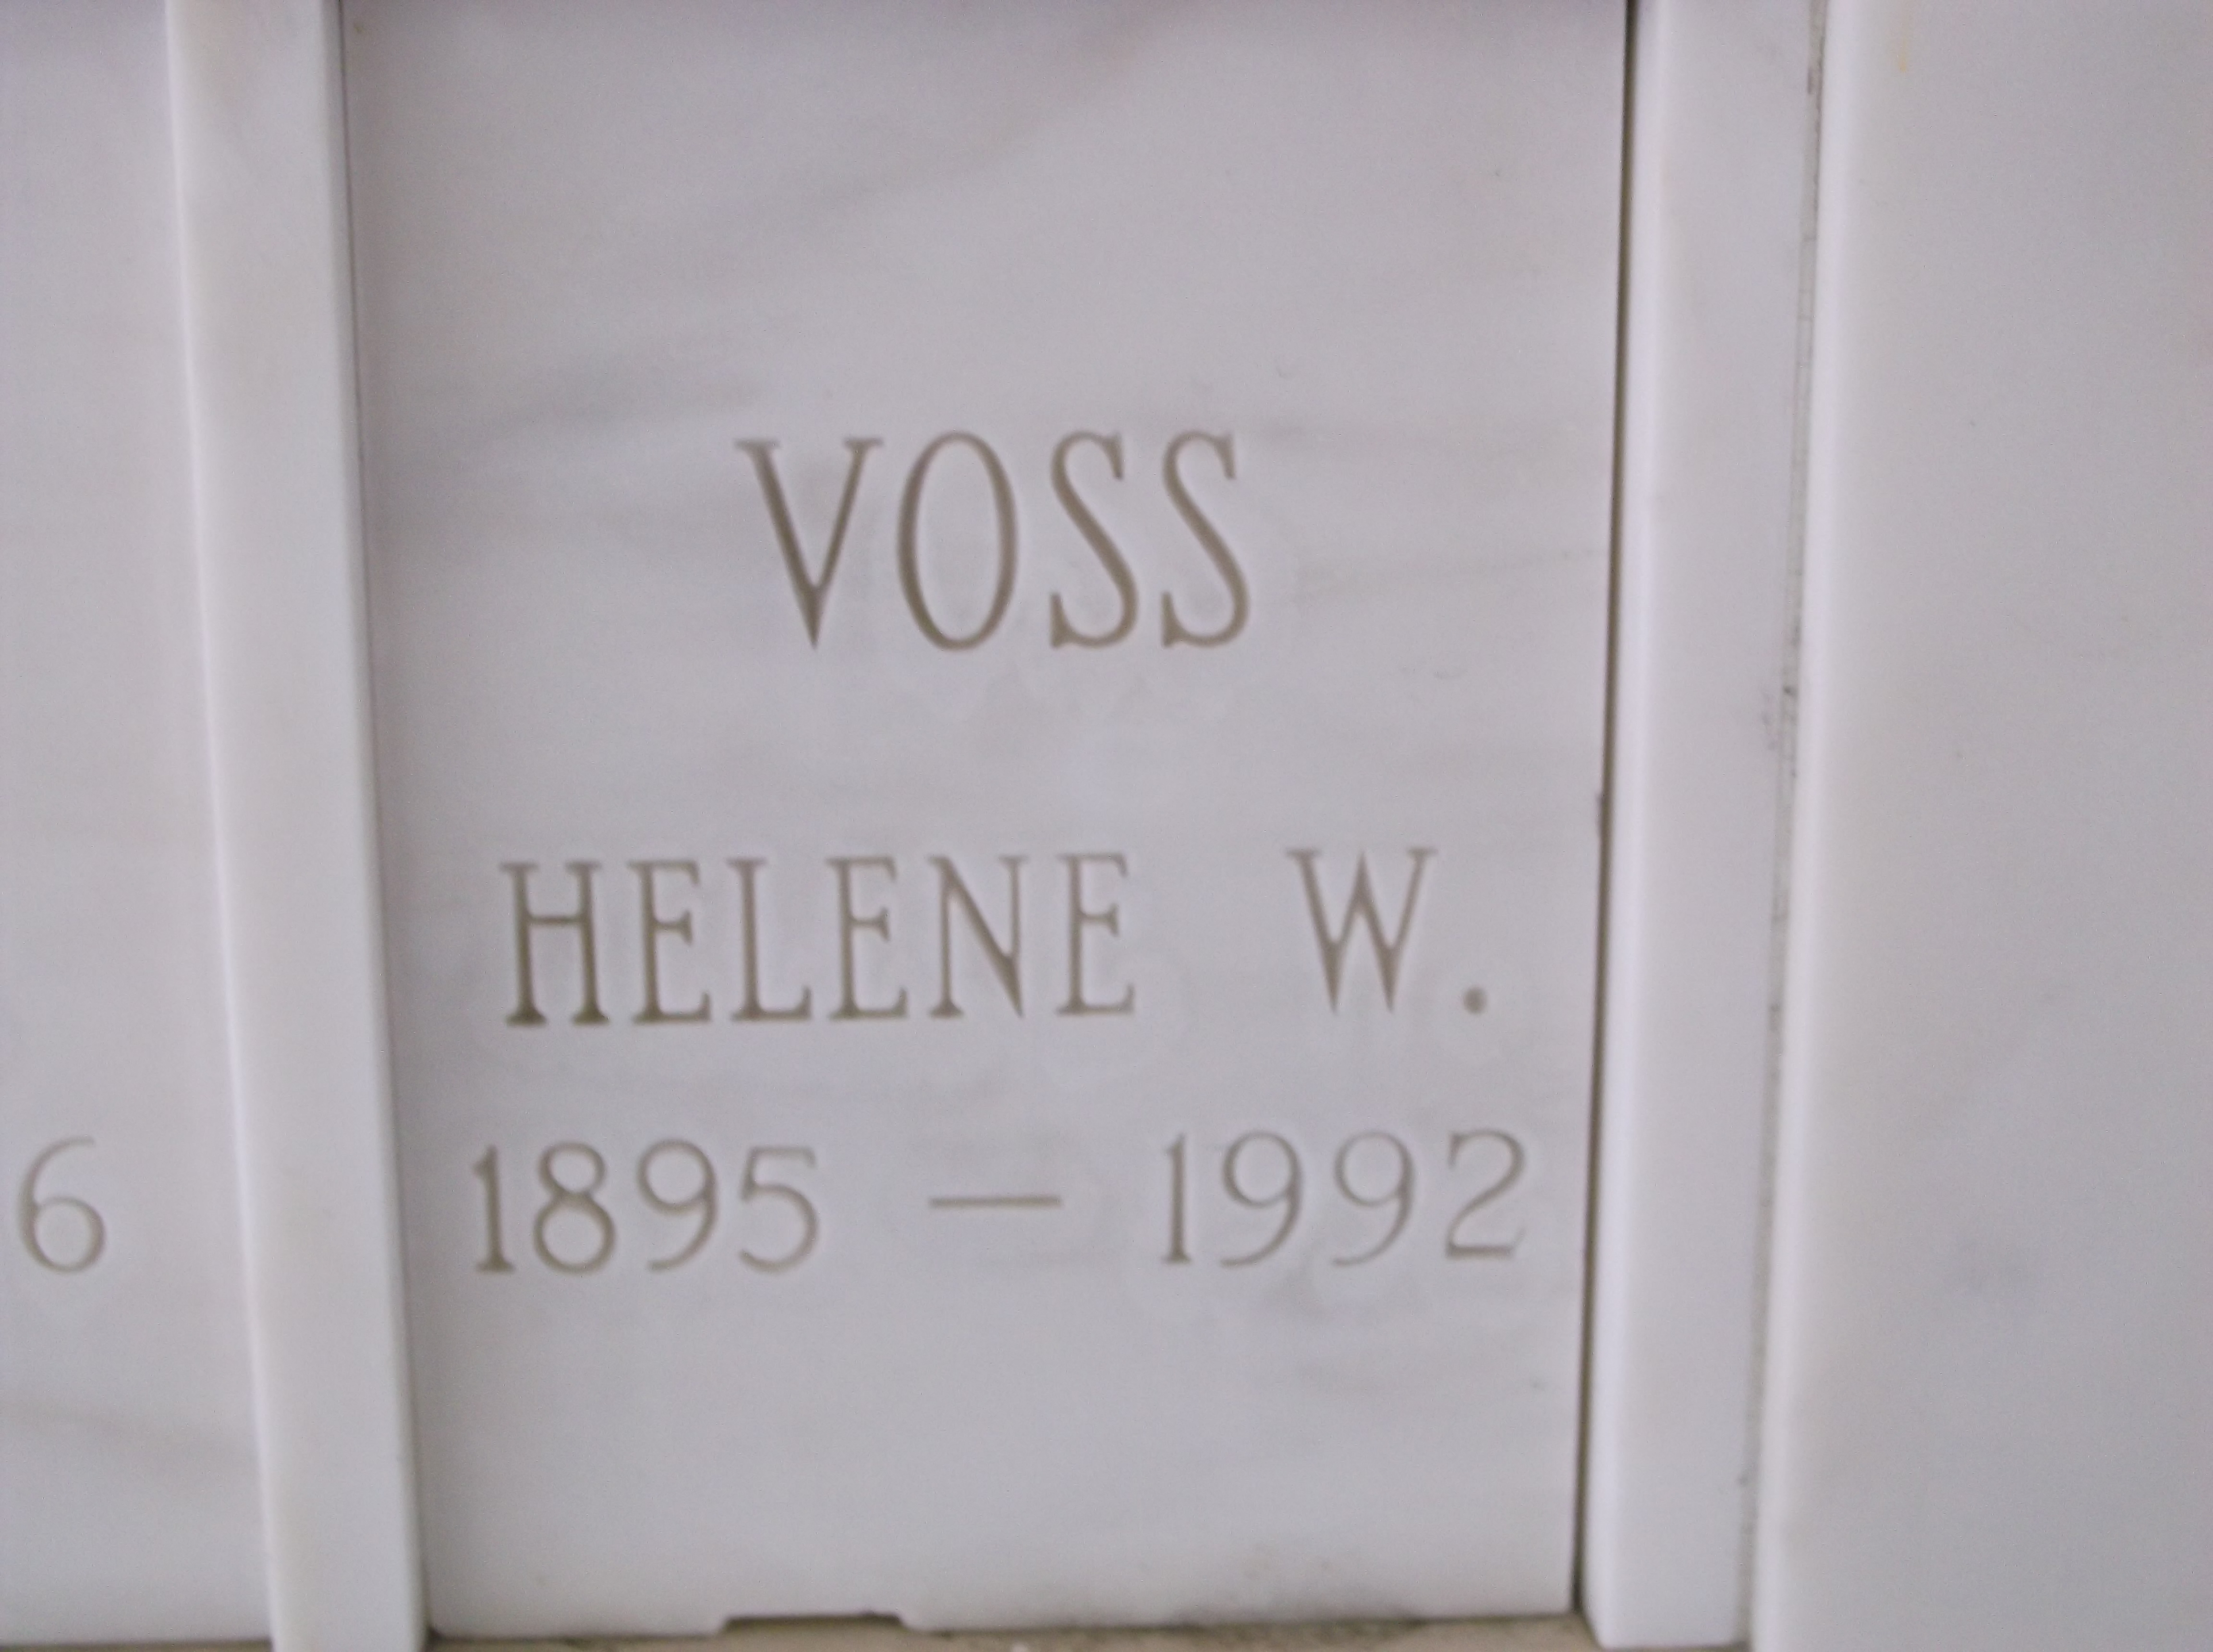 VOSS
HELENE W.
6 1895 — 1992